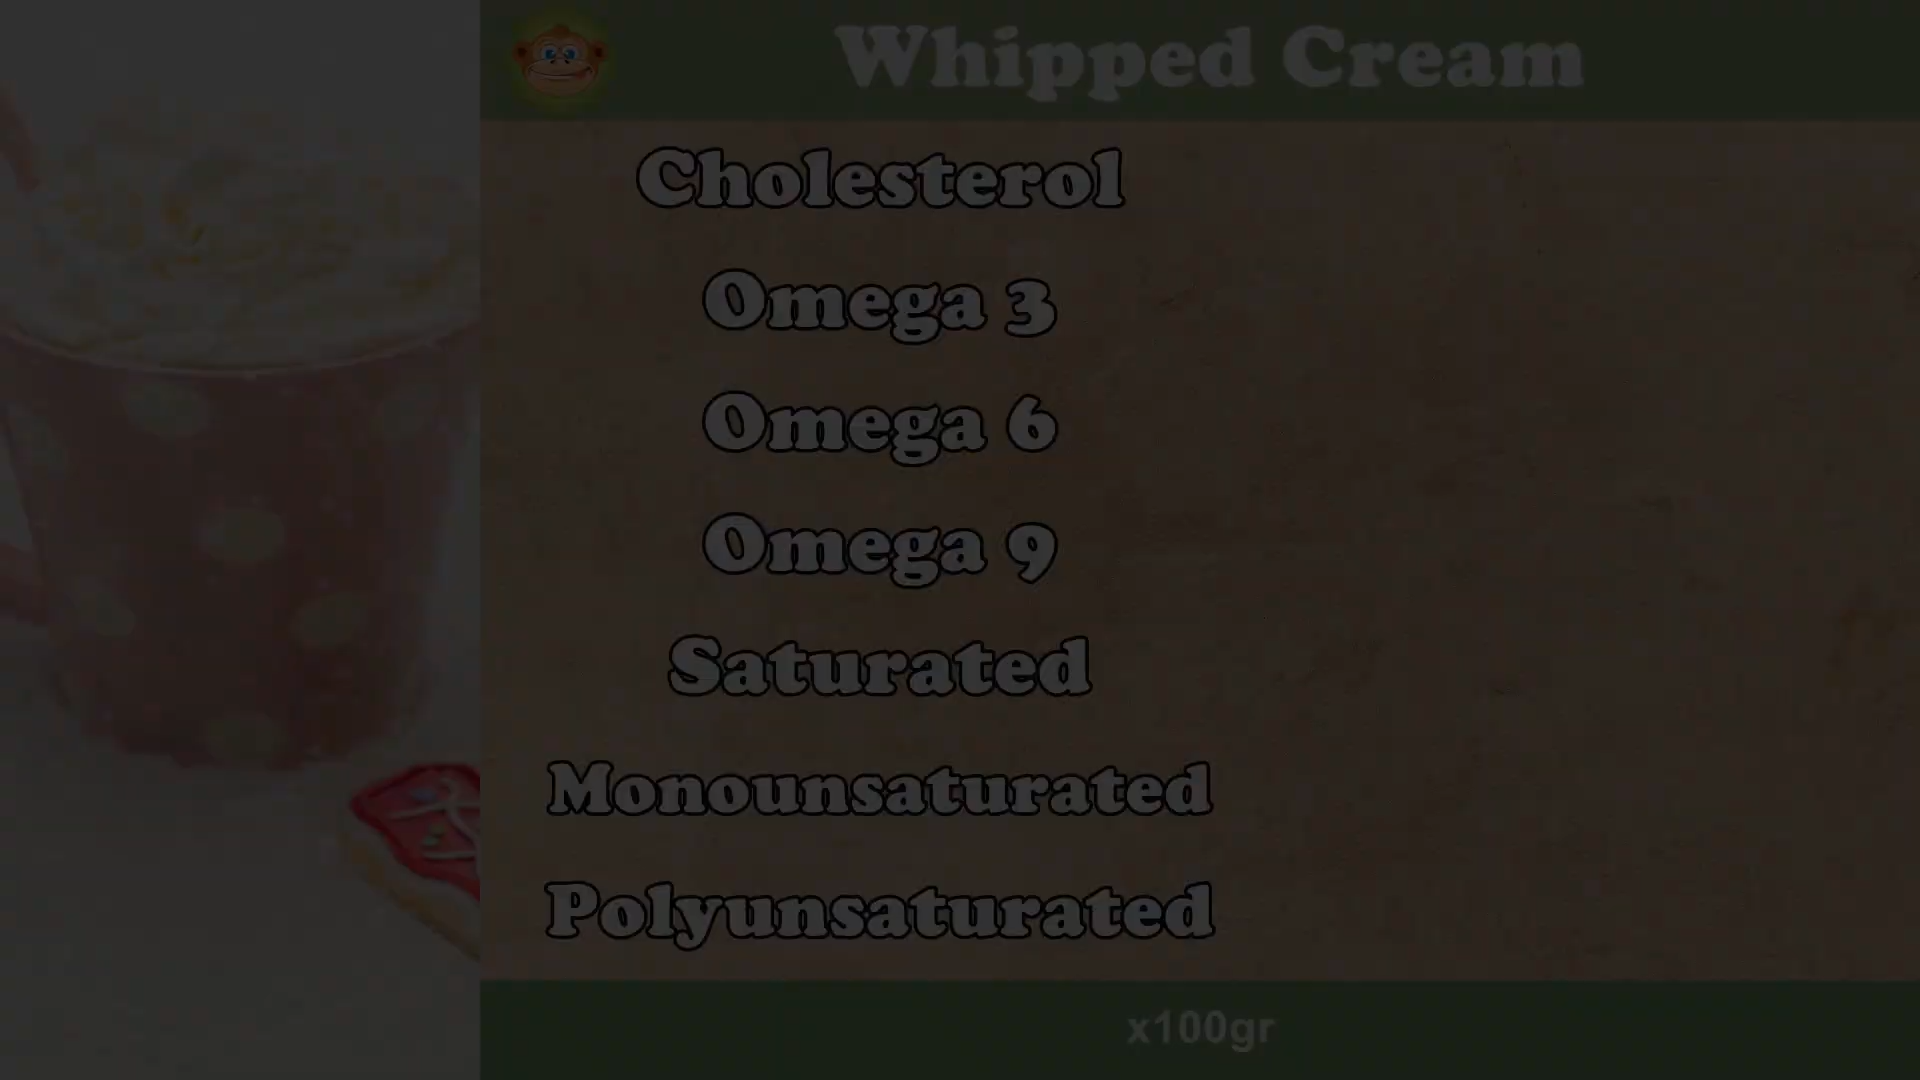 Whipped Cream
Cholesterol
Omega 3
Omega 6
Omega 9
Saturated
Monounsaturated
Polyunsaturated
x100gr